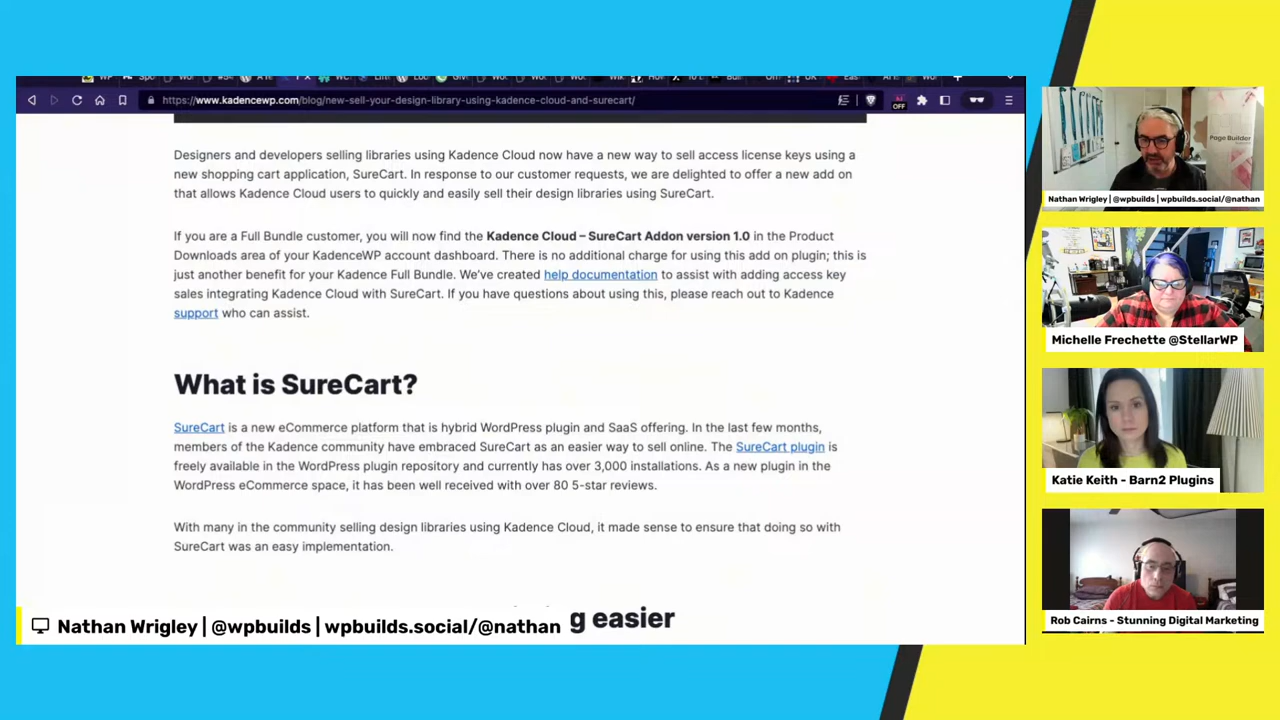 https://www.kadencewp.com/blog/new-sell-your-design-library-using-kadence-cloud-and-surecart/
OFF
Designers and developers selling libraries using Kadence Cloud now have a new way to sell access license keys using a
new shopping cart application, SureCart. In response to our customer requests, we are delighted to offer a new add on
that allows Kadence Cloud users to quickly and easily sell their design libraries using SureCart.
If you are a Full Bundle customer, you will now find the Kadence Cloud – SureCart Addon version 1.0 in the Product
Downloads area of your KadenceWP account dashboard. There is no additional charge for using this add on plugin; this is
just another benefit for your Kadence Full Bundle. We've created help documentation to assist with adding access key
sales integrating Kadence Cloud with SureCart. If you have questions about using this, please reach out to Kadence
support who can assist.
What is SureCart?
SureCart is a new eCommerce platform that is hybrid WordPress plugin and SaaS offering. In the last few months,
members of the Kadence community have embraced SureCart as an easier way to sell online. The SureCart plugin is
freely available in the WordPress plugin repository and currently has over 3,000 installations. As a new plugin in the
WordPress eCommerce space, it has been well received with over 80 5-star reviews.
With many in the community selling design libraries using Kadence Cloud, it made sense to ensure that doing so with
SureCart was an easy implementation.
g easier
Nathan Wrigley | @wpbuilds | wpbuilds.social/@nathan
Page Builder
Nathan Wrigley | @wpbuilds | wpbuilds.social/@nathan
Michelle Frechette @StellarWP
Katie Keith - Barn2 Plugins
Rob Cairns - Stunning Digital Marketing